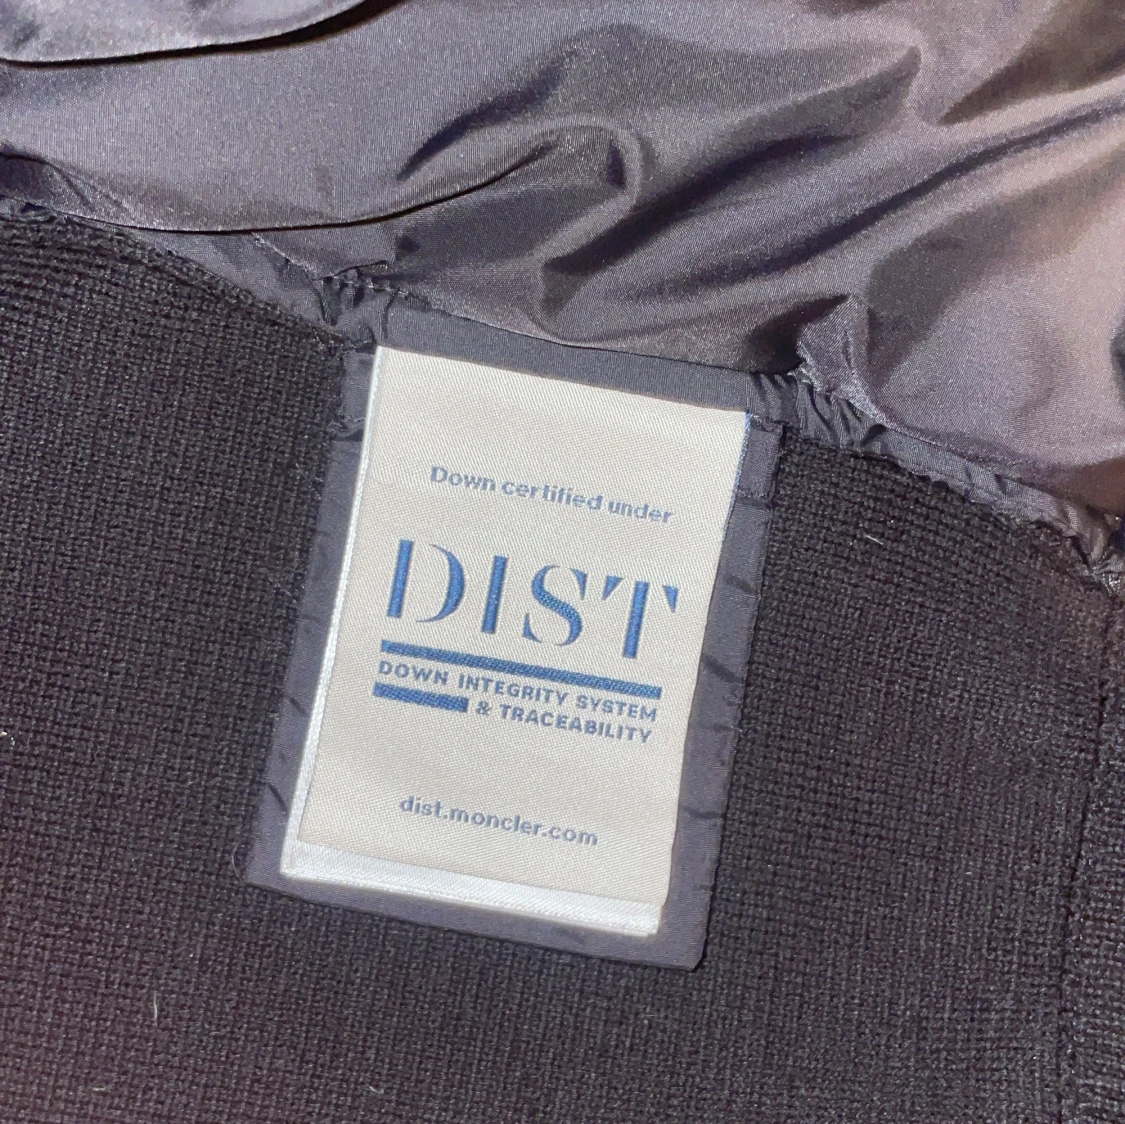 Down certified under
DIST
DOWN INTEGRITY SYSTEM
& TRACEABILITY
dist.moncler.com